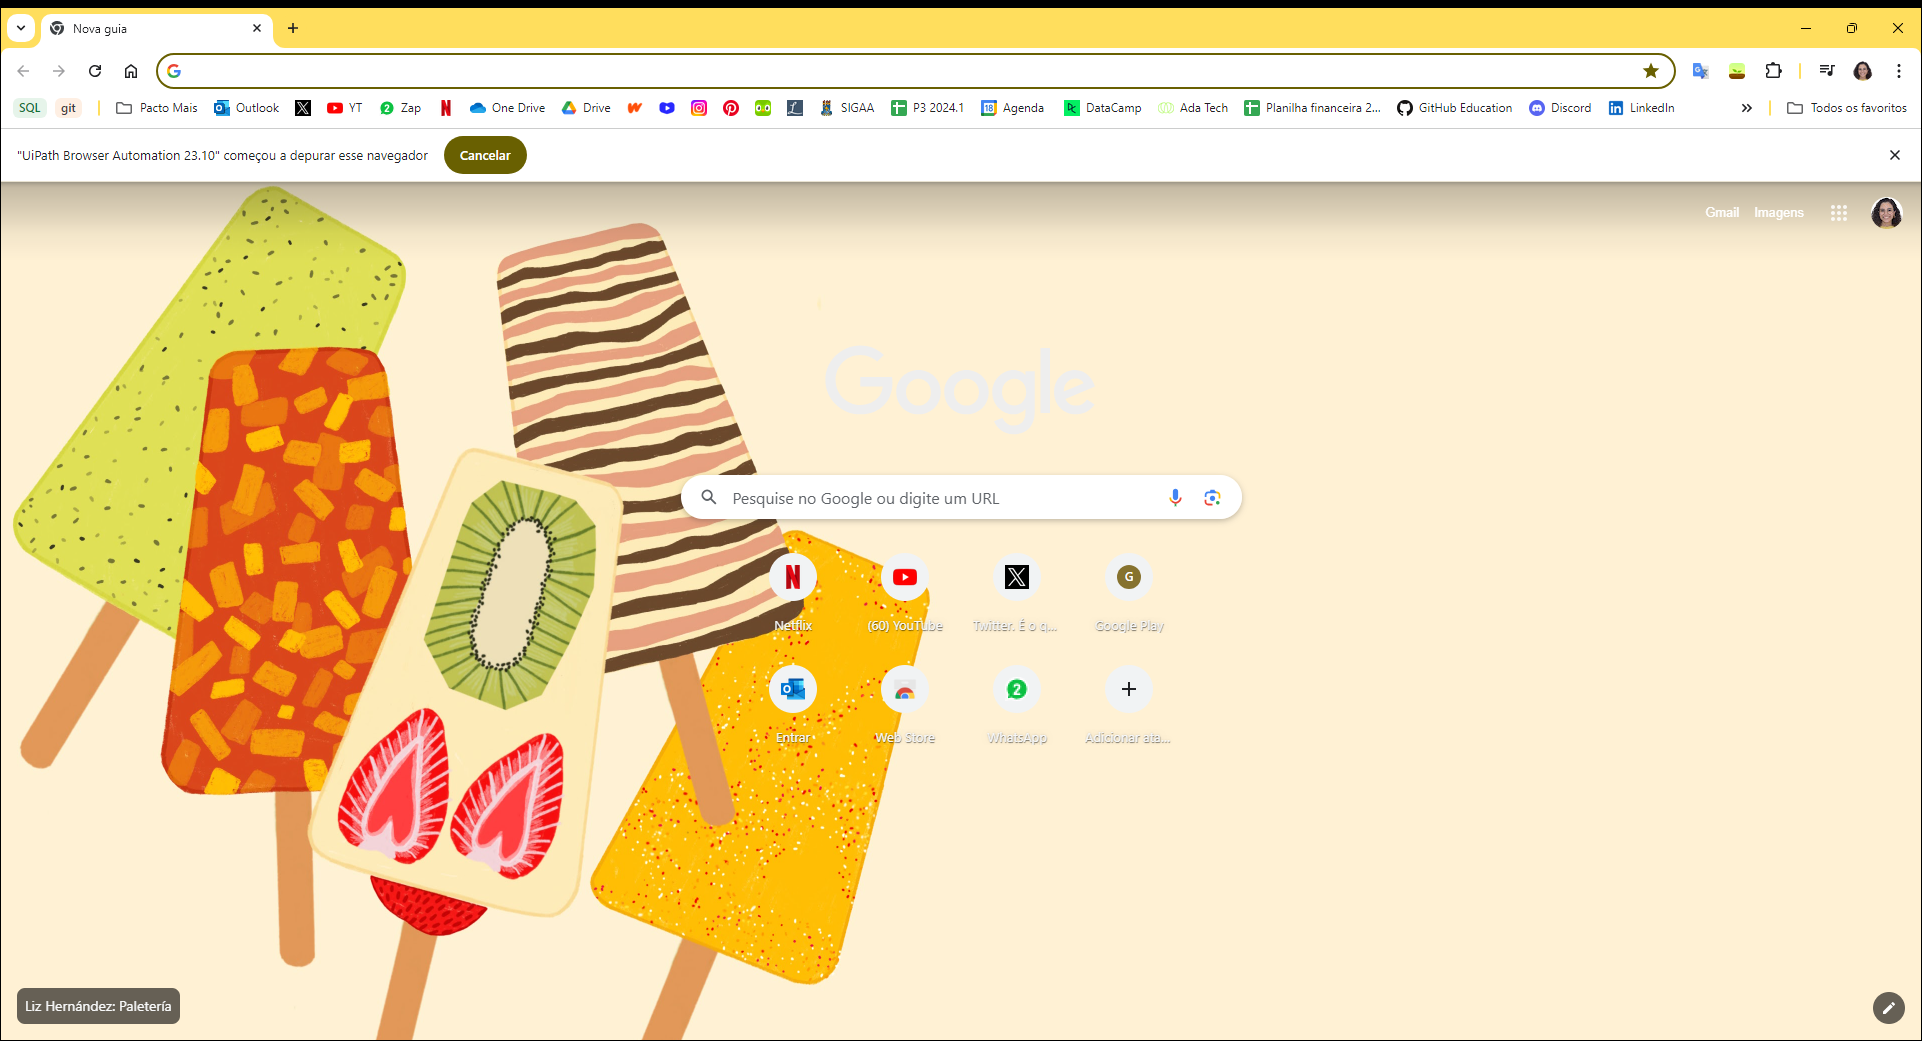 Nova guia
SQL git Pacto Mais Outlook YT Zap One Drive Drive SIGAA P3 2024.1 Agenda DataCamp Ada Tech Planilha financeira 2... GitHub Education Discord LinkedIn Todos os favoritos
"UiPath Browser Automation 23.10" começou a depurar esse navegador Cancelar
Gmail Imagens
Google
Pesquise no Google ou digite um URL
Netflix (60) YouTube Twitter. É o q... Google Play
Entrar Web Store WhatsApp Adicionar ata...
Liz Hernández: Paletería